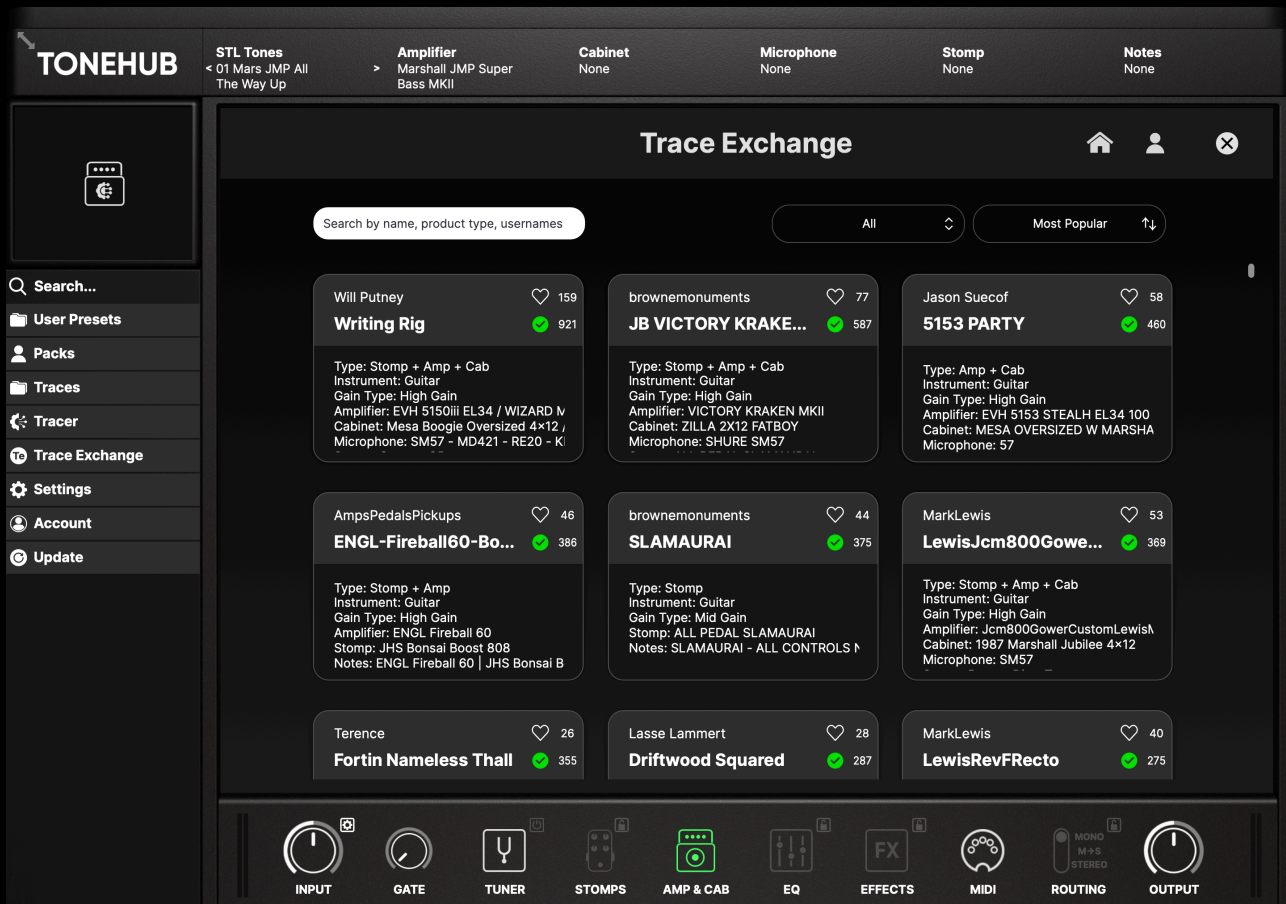 TONEHUB
STL Tones
< 01 Mars JMP All >
The Way Up
Amplifier
Marshall JMP Super
Bass MKII
Cabinet
None
Microphone
None
Stomp
None
Notes
None
Search...
User Presets
Packs
Traces
Tracer
Te Trace Exchange
Settings
Account
Update
Trace Exchange
Search by name, product type, usernames
All
Most Popular
Will Putney 159
Writing Rig 921
Type: Stomp + Amp + Cab
Instrument: Guitar
Gain Type: High Gain
Amplifier: EVH 5150iii EL34 / WIZARD M
Cabinet: Mesa Boogie Oversized 4×12 /
Microphone: SM57 - MD421 - RE20 - K
brownemonuments 77
JB VICTORY KRAKE... 587
Type: Stomp + Amp + Cab
Instrument: Guitar
Gain Type: High Gain
Amplifier: VICTORY KRAKEN MKII
Cabinet: ZILLA 2X12 FATBOY
Microphone: SHURE SM57
Jason Suecof 58
5153 PARTY 460
Type: Amp + Cab
Instrument: Guitar
Gain Type: High Gain
Amplifier: EVH 5153 STEALH EL34 100
Cabinet: MESA OVERSIZED W MARSHA
Microphone: 57
AmpsPedalsPickups 46
ENGL-Fireball60-Bo... 386
Type: Stomp + Amp
Instrument: Guitar
Gain Type: High Gain
Amplifier: ENGL Fireball 60
Stomp: JHS Bonsai Boost 808
Notes: ENGL Fireball 60 | JHS Bonsai B
brownemonuments 44
SLAMAURAI 375
Type: Stomp
Instrument: Guitar
Gain Type: Mid Gain
Stomp: ALL PEDAL SLAMAURAI
Notes: SLAMAURAI - ALL CONTROLS N
MarkLewis 53
LewisJcm800Gowe... 369
Type: Stomp + Amp + Cab
Instrument: Guitar
Gain Type: High Gain
Amplifier: Jcm800GowerCustomLewisM
Cabinet: 1987 Marshall Jubilee 4×12
Microphone: SM57
Terence 26
Fortin Nameless Thall 355
Lasse Lammert 28
Driftwood Squared 287
MarkLewis 40
LewisRevFRecto 275
INPUT
GATE
TUNER
STOMPS
AMP & CAB
EQ
FX
EFFECTS
MIDI
MONO
M→S
STEREO
ROUTING
OUTPUT